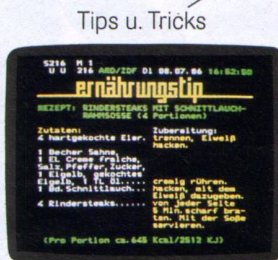 Tips u. Tricks
S216 M 1
U U 216 ARD/ZDF Di 08.07.86 16:52:50
ernährungstip
REZEPT: RINDERSTEAKS MIT SCHNITTLAUCH-
RAHMSOSSE (4 Portionen)
Zutaten: Zubereitung:
4 hartgekochte Eier. trennen, Eiweiß
hacken.
1 Becher Sahne,
1 EL Creme fraiche,
Salz,Pfeffer,Zucker,
1 Eigelb, gekochtes
Eigelb, 1 TL Öl..... cremig rühren.
1 Bd.Schnittlauch... hacken, mit dem
Eiweiß dazugeben.
4 Rindersteaks...... von jeder Seite
5 Min.scharf bra-
ten. Mit der Soße
servieren.
(Pro Portion ca.645 Kcal/2512 KJ)